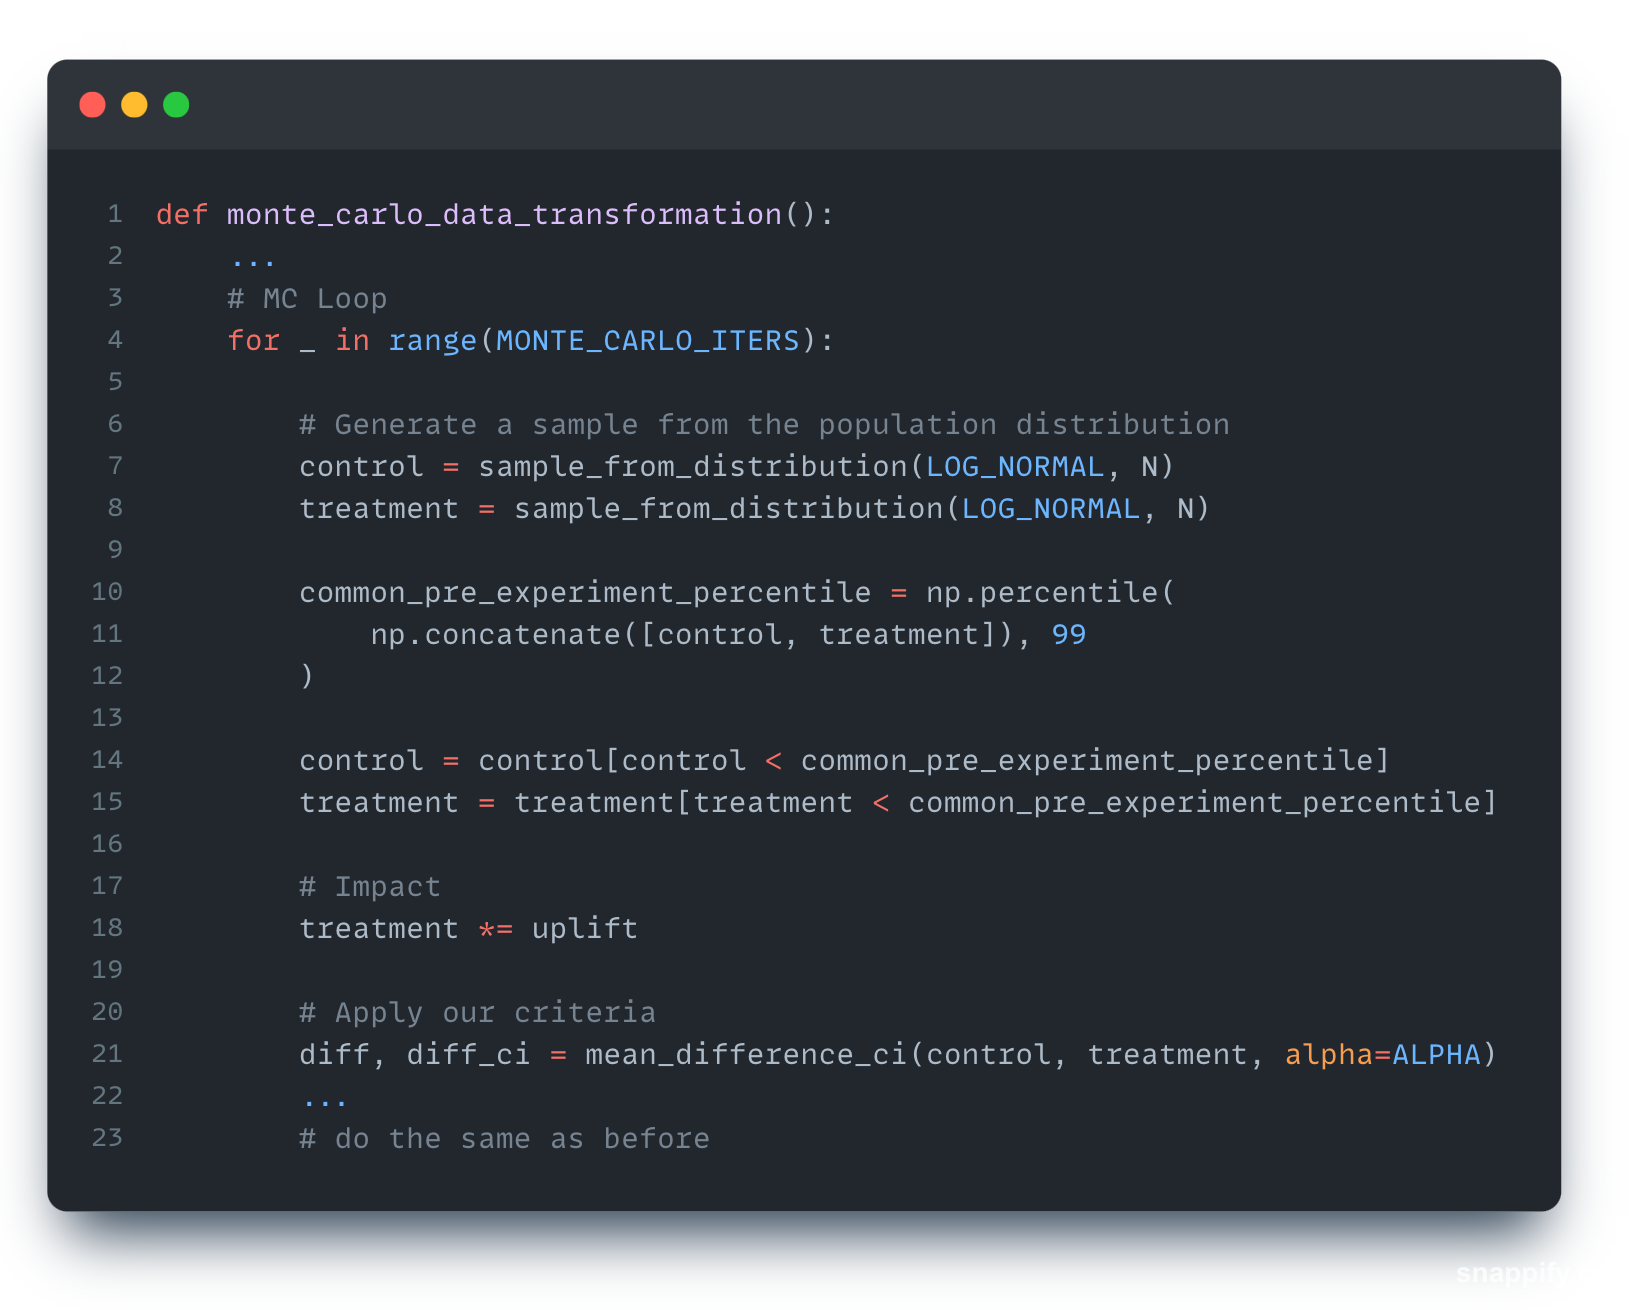 1 def monte_carlo_data_transformation():
2     ...
3     # MC Loop
4     for _ in range(MONTE_CARLO_ITERS):
5
6         # Generate a sample from the population distribution
7         control = sample_from_distribution(LOG_NORMAL, N)
8         treatment = sample_from_distribution(LOG_NORMAL, N)
9
10         common_pre_experiment_percentile = np.percentile(
11             np.concatenate([control, treatment]), 99
12         )
13
14         control = control[control < common_pre_experiment_percentile]
15         treatment = treatment[treatment < common_pre_experiment_percentile]
16
17         # Impact
18         treatment *= uplift
19
20         # Apply our criteria
21         diff, diff_ci = mean_difference_ci(control, treatment, alpha=ALPHA)
22         ...
23         # do the same as before
snappify